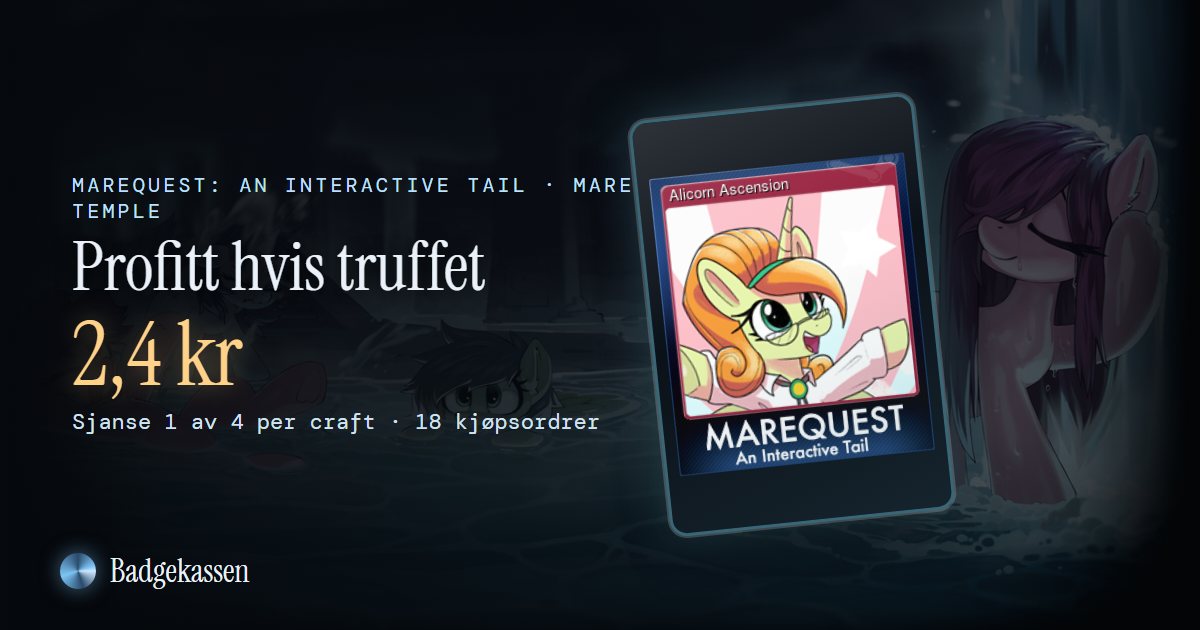 MAREQUEST: AN INTERACTIVE TAIL · MARE
TEMPLE
Profitt hvis truffet
2,4 kr
Sjanse 1 av 4 per craft · 18 kjøpsordrer
Alicorn Ascension
MAREQUEST
An Interactive Tail
Badgekassen